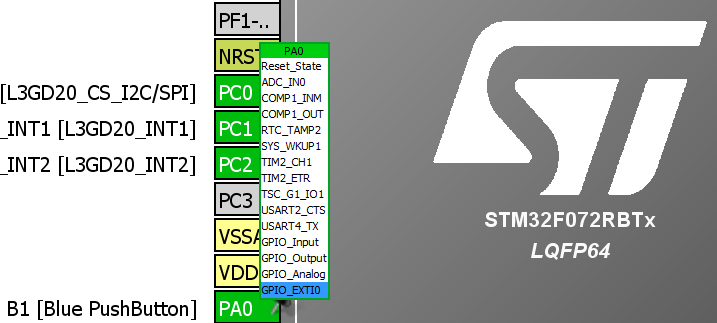 PF1-..
NRST
[L3GD20_CS_I2C/SPI] PC0
_INT1 [L3GD20_INT1] PC1
_INT2 [L3GD20_INT2] PC2
PC3
VSSA
VDD
B1 [Blue PushButton] PA0
PA0
Reset_State
ADC_IN0
COMP1_INM
COMP1_OUT
RTC_TAMP2
SYS_WKUP1
TIM2_CH1
TIM2_ETR
TSC_G1_IO1
USART2_CTS
USART4_TX
GPIO_Input
GPIO_Output
GPIO_Analog
GPIO_EXTI0
STM32F072RBTx
LQFP64